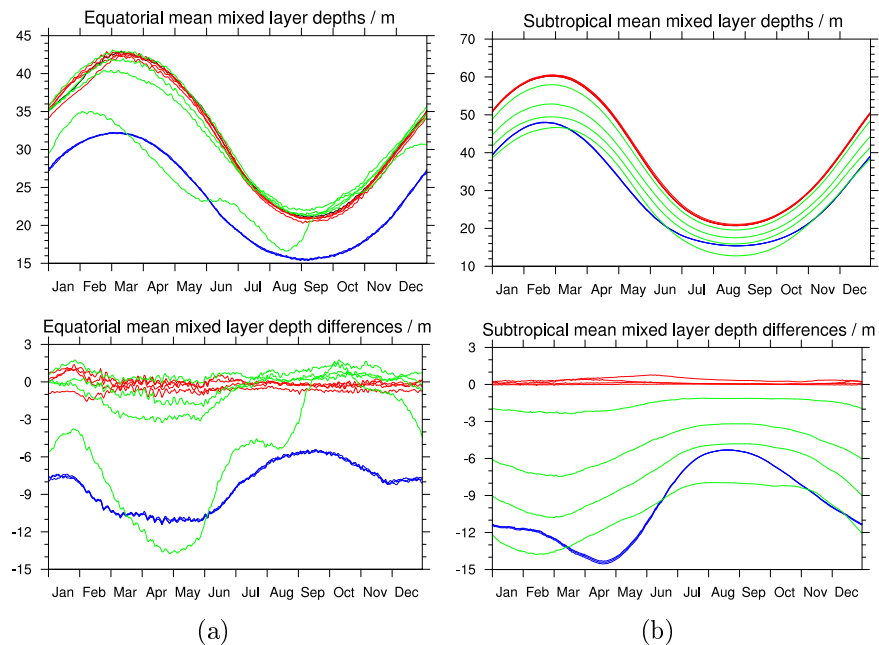 Equatorial mean mixed layer depths / m
45
40
35
30
25
20
15
Jan Feb Mar Apr May Jun Jul Aug Sep Oct Nov Dec
Subtropical mean mixed layer depths / m
70
60
50
40
30
20
10
Jan Feb Mar Apr May Jun Jul Aug Sep Oct Nov Dec
Equatorial mean mixed layer depth differences / m
3
0
-3
-6
-9
-12
-15
Jan Feb Mar Apr May Jun Jul Aug Sep Oct Nov Dec
(a)
Subtropical mean mixed layer depth differences / m
3
0
-3
-6
-9
-12
-15
Jan Feb Mar Apr May Jun Jul Aug Sep Oct Nov Dec
(b)